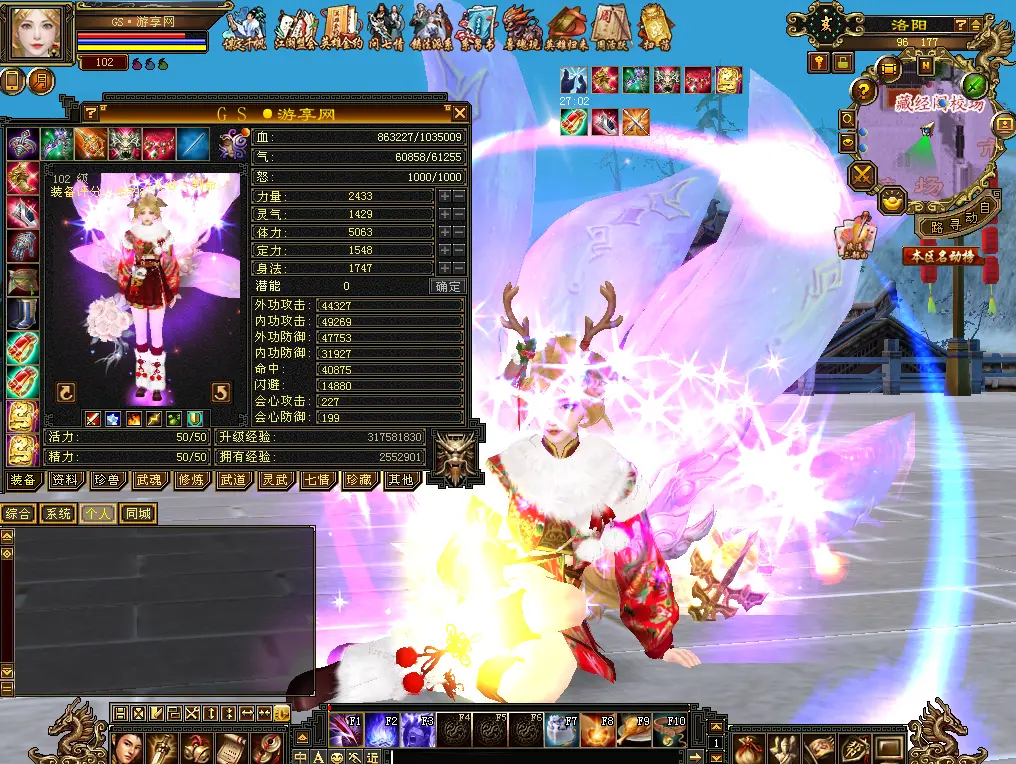 GS·游享网
102
洛阳
96 177
N
藏经阁校场
自动寻路
本区名动榜
27:02
GS●游享网
102 级
装备评分
血: 863227/1035009
气: 60858/61255
怒: 1000/1000
力量: 2433
灵气: 1429
体力: 5063
定力: 1548
身法: 1747
潜能 0 确定
外功攻击: 44327
内功攻击: 49269
外功防御: 47753
内功防御: 31927
命中: 40875
闪避: 14880
会心攻击: 227
会心防御: 199
活力: 50/50 升级经验: 317581830
精力: 50/50 拥有经验: 2552901
装备 资料 珍兽 武魂 修炼 武道 灵武 七情 珍藏 其他
综合 系统 个人 同城
F1 F2 F3 F4 F5 F6 F7 F8 F9 F10
1
中 A 近